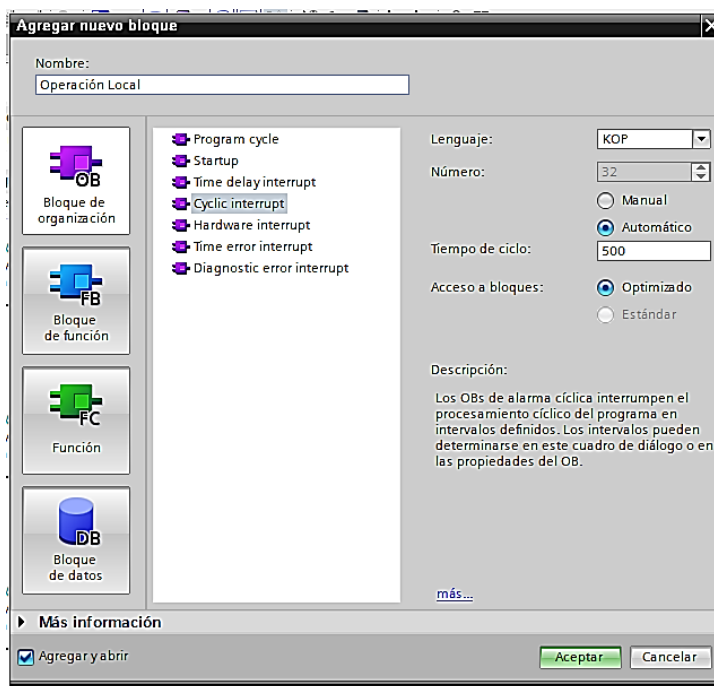 Agregar nuevo bloque
Nombre:
Operación Local
OB
Bloque de
organización
FB
Bloque
de función
FC
Función
DB
Bloque
de datos
Program cycle
Startup
Time delay interrupt
Cyclic interrupt
Hardware interrupt
Time error interrupt
Diagnostic error interrupt
Lenguaje: KOP
Número: 32
Manual
Automático
Tiempo de ciclo: 500
Acceso a bloques: Optimizado
Estándar
Descripción:
Los OBs de alarma cíclica interrumpen el
procesamiento cíclico del programa en
intervalos definidos. Los intervalos pueden
determinarse en este cuadro de diálogo o en
las propiedades del OB.
más...
Más información
Agregar y abrir
Aceptar Cancelar